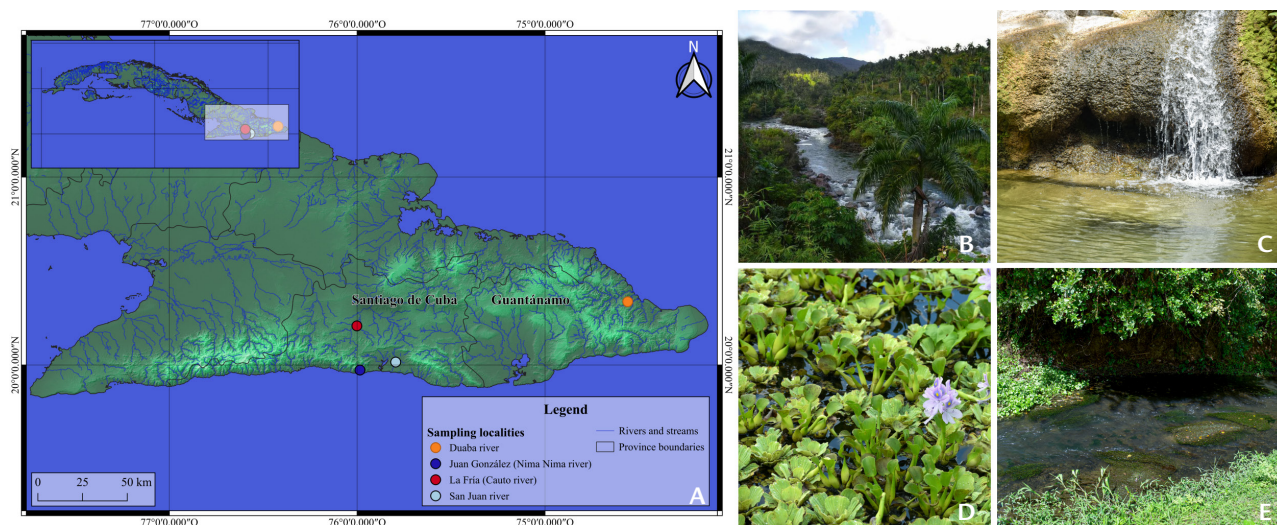 77°0'0.000"W
76°0'0.000"W
75°0'0.000"W
N
21°0'0.000"N
21°0'0.000"N
Santiago de Cuba
Guantánamo
20°0'0.000"N
20°0'0.000"N
Legend
Sampling localities
Duaba river
Juan González (Nima Nima river)
La Fria (Cauto river)
San Juan river
Rivers and streams
Province boundaries
0 25 50 km
A
77°0'0.000"W
76°0'0.000"W
75°0'0.000"W
B
C
D
E